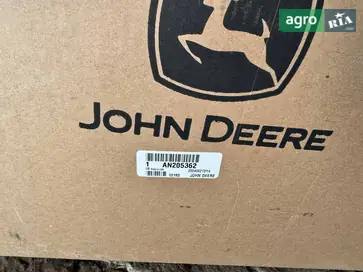 agro RIA
.com
JOHN DEERE
1 AN205362
JOHN DEERE